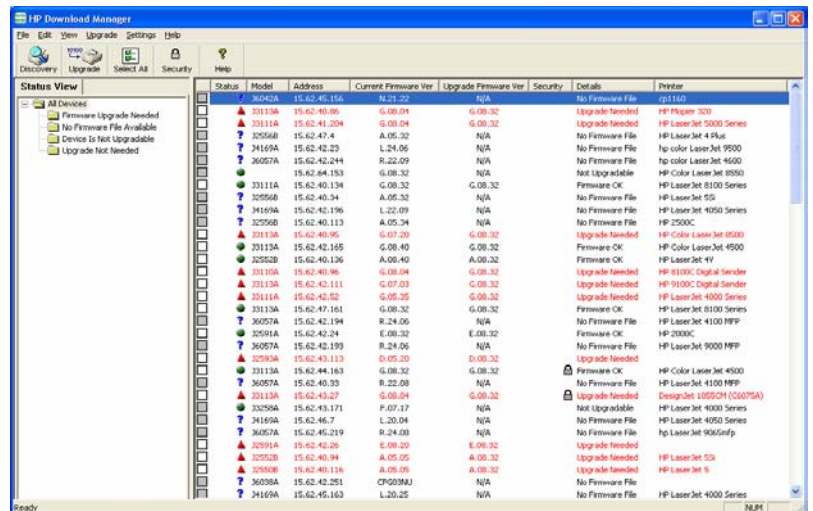 HP Download Manager
File Edit View Upgrade Settings Help
Discovery Upgrade Select All Security Help
Status View
All Devices
Firmware Upgrade Needed
No Firmware File Available
Device Is Not Upgradable
Upgrade Not Needed
Status Model Address Current Firmware Ver Upgrade Firmware Ver Security Details Printer
? J6042A 15.62.45.156 N.21.22 N/A No Firmware File cp1160
J3113A 15.62.40.86 G.08.04 G.08.32 Upgrade Needed HP Mopier 320
J3111A 15.62.41.204 G.08.04 G.08.32 Upgrade Needed HP LaserJet 5000 Series
? J2556B 15.62.47.4 A.05.32 N/A No Firmware File HP LaserJet 4 Plus
? J4169A 15.62.42.23 L.24.06 N/A No Firmware File hp color LaserJet 9500
? J6057A 15.62.42.244 R.22.09 N/A No Firmware File hp color LaserJet 4600
15.62.64.153 G.08.32 N/A Not Upgradable HP Color LaserJet 8550
J3111A 15.62.40.134 G.08.32 G.08.32 Firmware OK HP LaserJet 8100 Series
? J2556B 15.62.40.34 A.05.32 N/A No Firmware File HP LaserJet 5Si
? J4169A 15.62.42.196 L.22.09 N/A No Firmware File HP LaserJet 4050 Series
? J2556B 15.62.40.113 A.05.34 N/A No Firmware File HP 2500C
J3113A 15.62.40.95 G.07.20 G.08.32 Upgrade Needed HP Color LaserJet 8500
J3113A 15.62.42.165 G.08.40 G.08.32 Firmware OK HP Color LaserJet 4500
J2552B 15.62.40.136 A.08.40 A.08.32 Firmware OK HP LaserJet 4V
J3110A 15.62.40.96 G.08.04 G.08.32 Upgrade Needed HP 8100C Digital Sender
J3113A 15.62.42.111 G.07.03 G.08.32 Upgrade Needed HP 9100C Digital Sender
J3111A 15.62.42.52 G.05.35 G.08.32 Upgrade Needed HP LaserJet 4000 Series
J3113A 15.62.47.161 G.08.32 G.08.32 Firmware OK HP LaserJet 8100 Series
? J6057A 15.62.42.194 R.24.06 N/A No Firmware File HP LaserJet 4100 MFP
J2591A 15.62.42.24 E.08.32 E.08.32 Firmware OK HP 2000C
? J6057A 15.62.42.193 R.24.06 N/A No Firmware File HP LaserJet 9000 MFP
J2593A 15.62.43.113 D.05.20 D.08.32 Upgrade Needed
J3113A 15.62.44.163 G.08.32 G.08.32 Firmware OK HP Color LaserJet 4500
? J6057A 15.62.40.33 R.22.08 N/A No Firmware File HP LaserJet 4100 MFP
J3113A 15.62.43.27 G.08.04 G.08.32 Upgrade Needed DesignJet 1055CM (C6075A)
J3258A 15.62.43.171 F.07.17 N/A Not Upgradable HP LaserJet 4000 Series
? J4169A 15.62.46.7 L.20.04 N/A No Firmware File HP LaserJet 4050 Series
? J6057A 15.62.45.219 R.24.08 N/A No Firmware File hp LaserJet 9065mfp
J2591A 15.62.42.26 E.08.20 E.08.32 Upgrade Needed
J2552B 15.62.40.94 A.05.05 A.08.32 Upgrade Needed HP LaserJet 5Si
J2550B 15.62.40.116 A.05.05 A.08.32 Upgrade Needed HP LaserJet 5
? J6038A 15.62.42.251 CPG03NU N/A No Firmware File
? J4169A 15.62.45.163 L.20.25 N/A No Firmware File HP LaserJet 4000 Series
Ready NUM